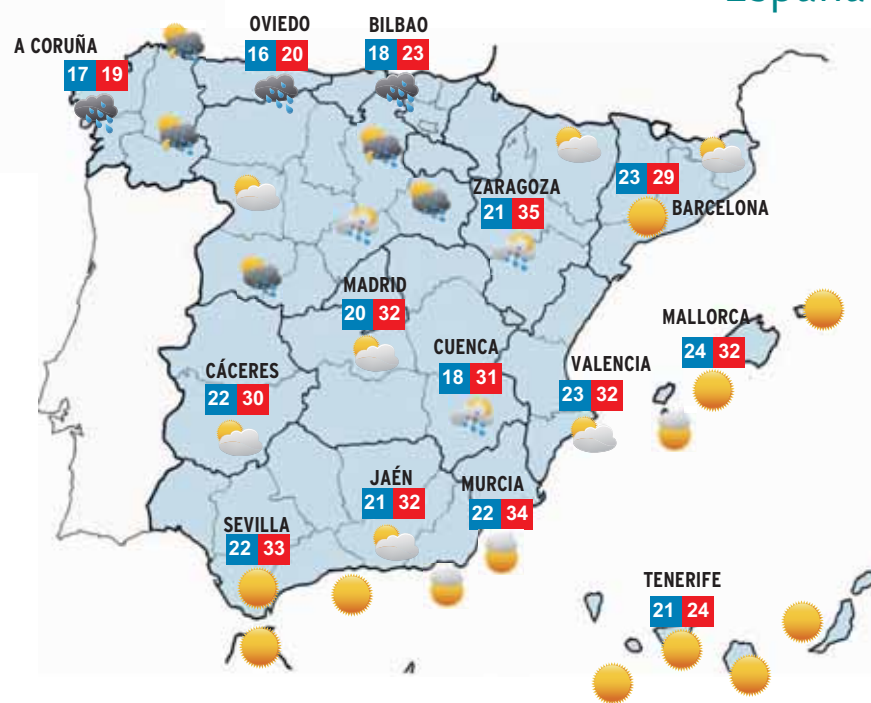 España
OVIEDO
16 20
BILBAO
18 23
A CORUÑA
17 19
ZARAGOZA
21 35
23 29
BARCELONA
MADRID
20 32
MALLORCA
24 32
CUENCA
18 31
VALENCIA
23 32
CÁCERES
22 30
JAÉN
21 32
MURCIA
22 34
SEVILLA
22 33
TENERIFE
21 24